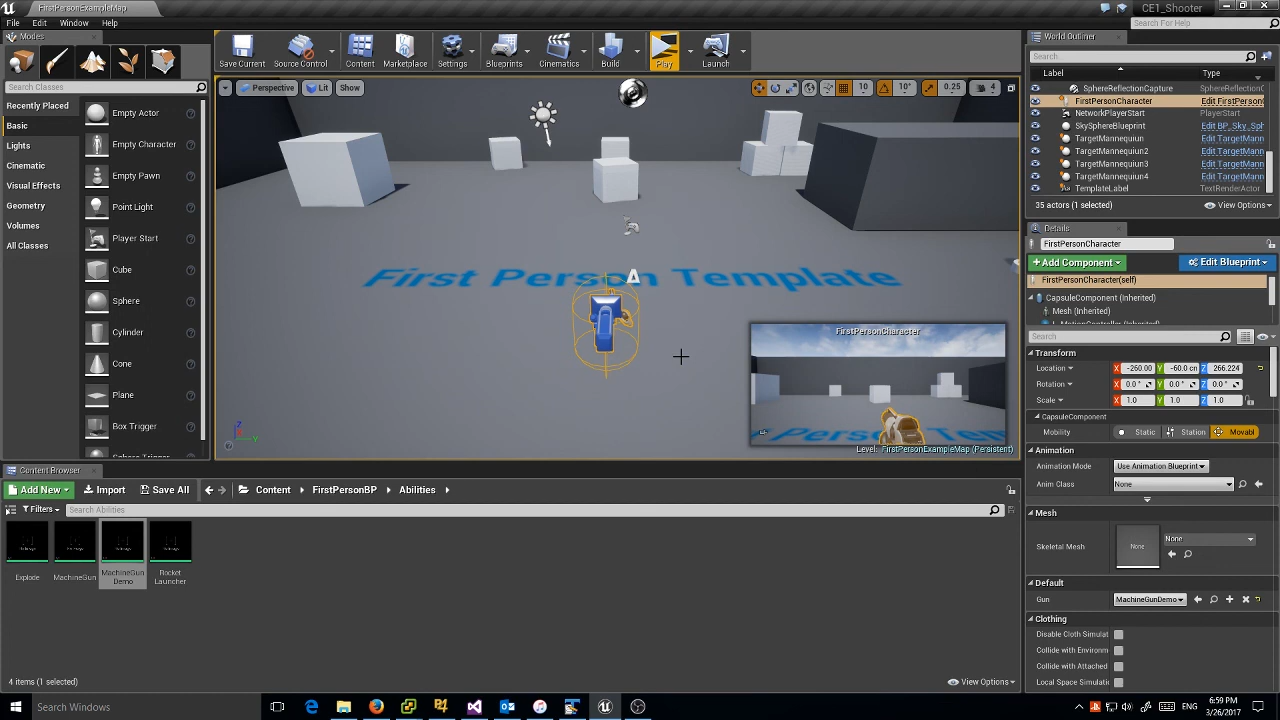 FirstPersonExampleMap
CE1_Shooter
File Edit Window Help
Search For Help
Modes
Search Classes
Recently Placed
Basic
Lights
Cinematic
Visual Effects
Geometry
Volumes
All Classes
Empty Actor
Empty Character
Empty Pawn
Point Light
Player Start
Cube
Sphere
Cylinder
Cone
Plane
Box Trigger
Save Current
Source Control
Content
Marketplace
Settings
Blueprints
Cinematics
Build
Play
Launch
Perspective Lit Show
10 10° 0.25 4
First Person Template
FirstPersonCharacter
Level: FirstPersonExampleMap (Persistent)
World Outliner
Search
Label Type
SphereReflectionCapture SphereReflection
FirstPersonCharacter Edit FirstPerson
NetworkPlayerStart PlayerStart
SkySphereBlueprint Edit BP_Sky_Sph
TargetMannequiun Edit TargetMann
TargetMannequin2 Edit TargetMann
TargetMannequin3 Edit TargetMann
TargetMannequin4 Edit TargetMann
TemplateLabel TextRenderActor
35 actors (1 selected) View Options
Details
FirstPersonCharacter
+Add Component Edit Blueprint
FirstPersonCharacter(self)
CapsuleComponent (Inherited)
Mesh (Inherited)
Search
Transform
Location X -260.00 Y -60.0 cm Z 266.224
Rotation X 0.0° Y 0.0° Z 0.0°
Scale X 1.0 Y 1.0 Z 1.0
CapsuleComponent
Mobility Static Station Movabl
Animation
Animation Mode Use Animation Blueprint
Anim Class None
Mesh
Skeletal Mesh None None
Default
Gun MachineGunDemo
Clothing
Disable Cloth Simulat
Collide with Environm
Collide with Attached
Local Space Simulati
Content Browser
Add New Import Save All Content FirstPersonBP Abilities
Filters Search Abilities
Explode
MachineGun
MachineGun
Demo
Rocket
Launcher
4 items (1 selected) View Options
Search Windows
ENG
6:59 PM
3/26/2017